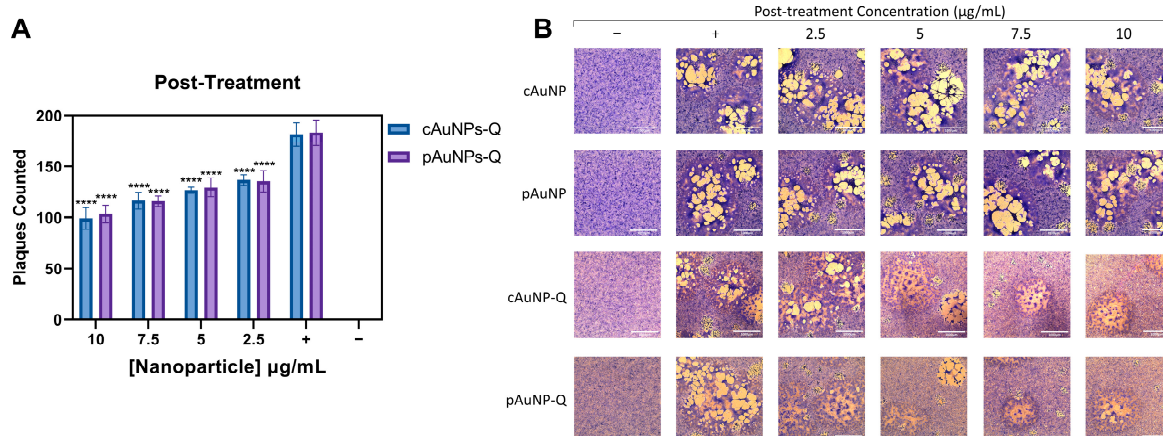 A
Post-Treatment
Plaques Counted
200
150
100
50
0
**** ****
**** ****
**** ****
**** ****
10 7.5 5 2.5 + −
[Nanoparticle] µg/mL
cAuNPs-Q
pAuNPs-Q
B
Post-treatment Concentration (µg/mL)
− + 2.5 5 7.5 10
cAuNP
pAuNP
cAuNP-Q
pAuNP-Q